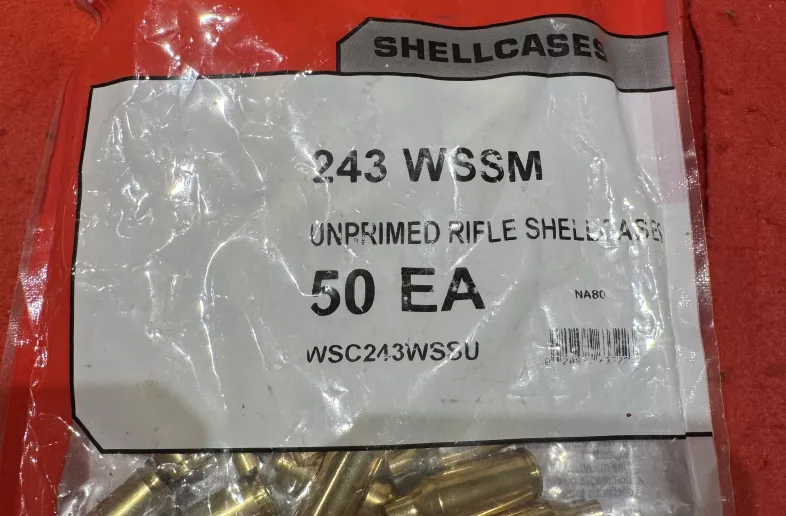 SHELLCASES
243 WSSM
UNPRIMED RIFLE SHELLCASES
50 EA
NA80
WSC243WSSU